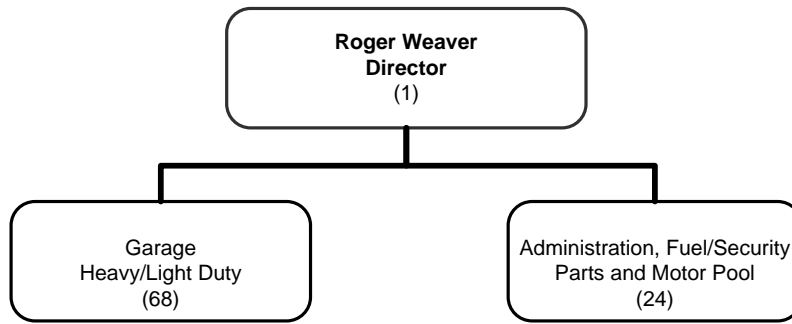 Roger Weaver
Director
(1)
Garage
Heavy/Light Duty
(68)
Administration, Fuel/Security
Parts and Motor Pool
(24)